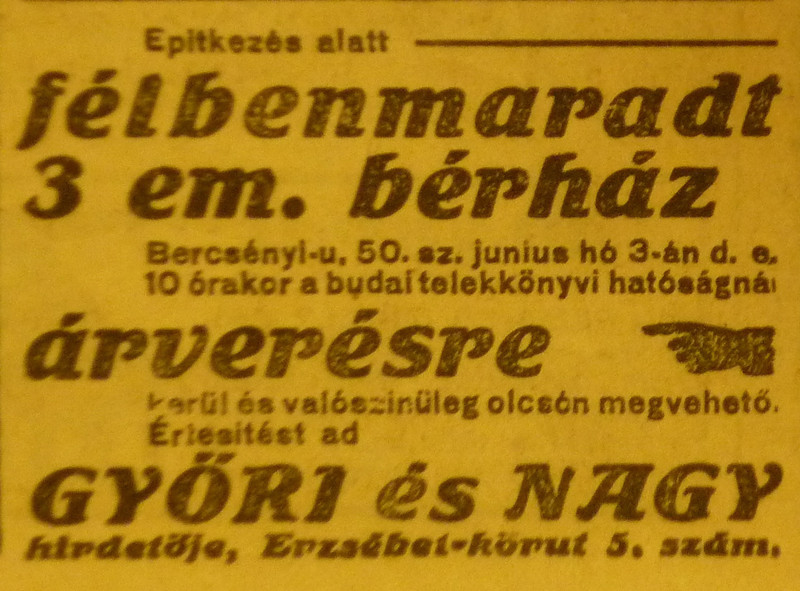 Epitkezés alatt
félbenmaradt
3 em. bérház
Bercsényi-u, 50. sz. junius hó 3-án d. e.
10 órakor a budai telekkönyvi hatóságnál
árverésre
kerül és valószinüleg olcsón megvehető.
Értesitést ad
GYŐRI és NAGY
hirdetője, Erzsébet-körut 5. szám.